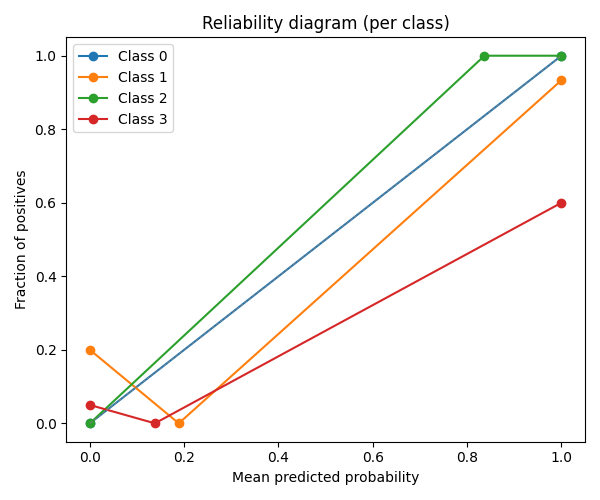 Reliability diagram (per class)
Class 0
Class 1
Class 2
Class 3
Fraction of positives
1.0
0.8
0.6
0.4
0.2
0.0
0.0 0.2 0.4 0.6 0.8 1.0
Mean predicted probability